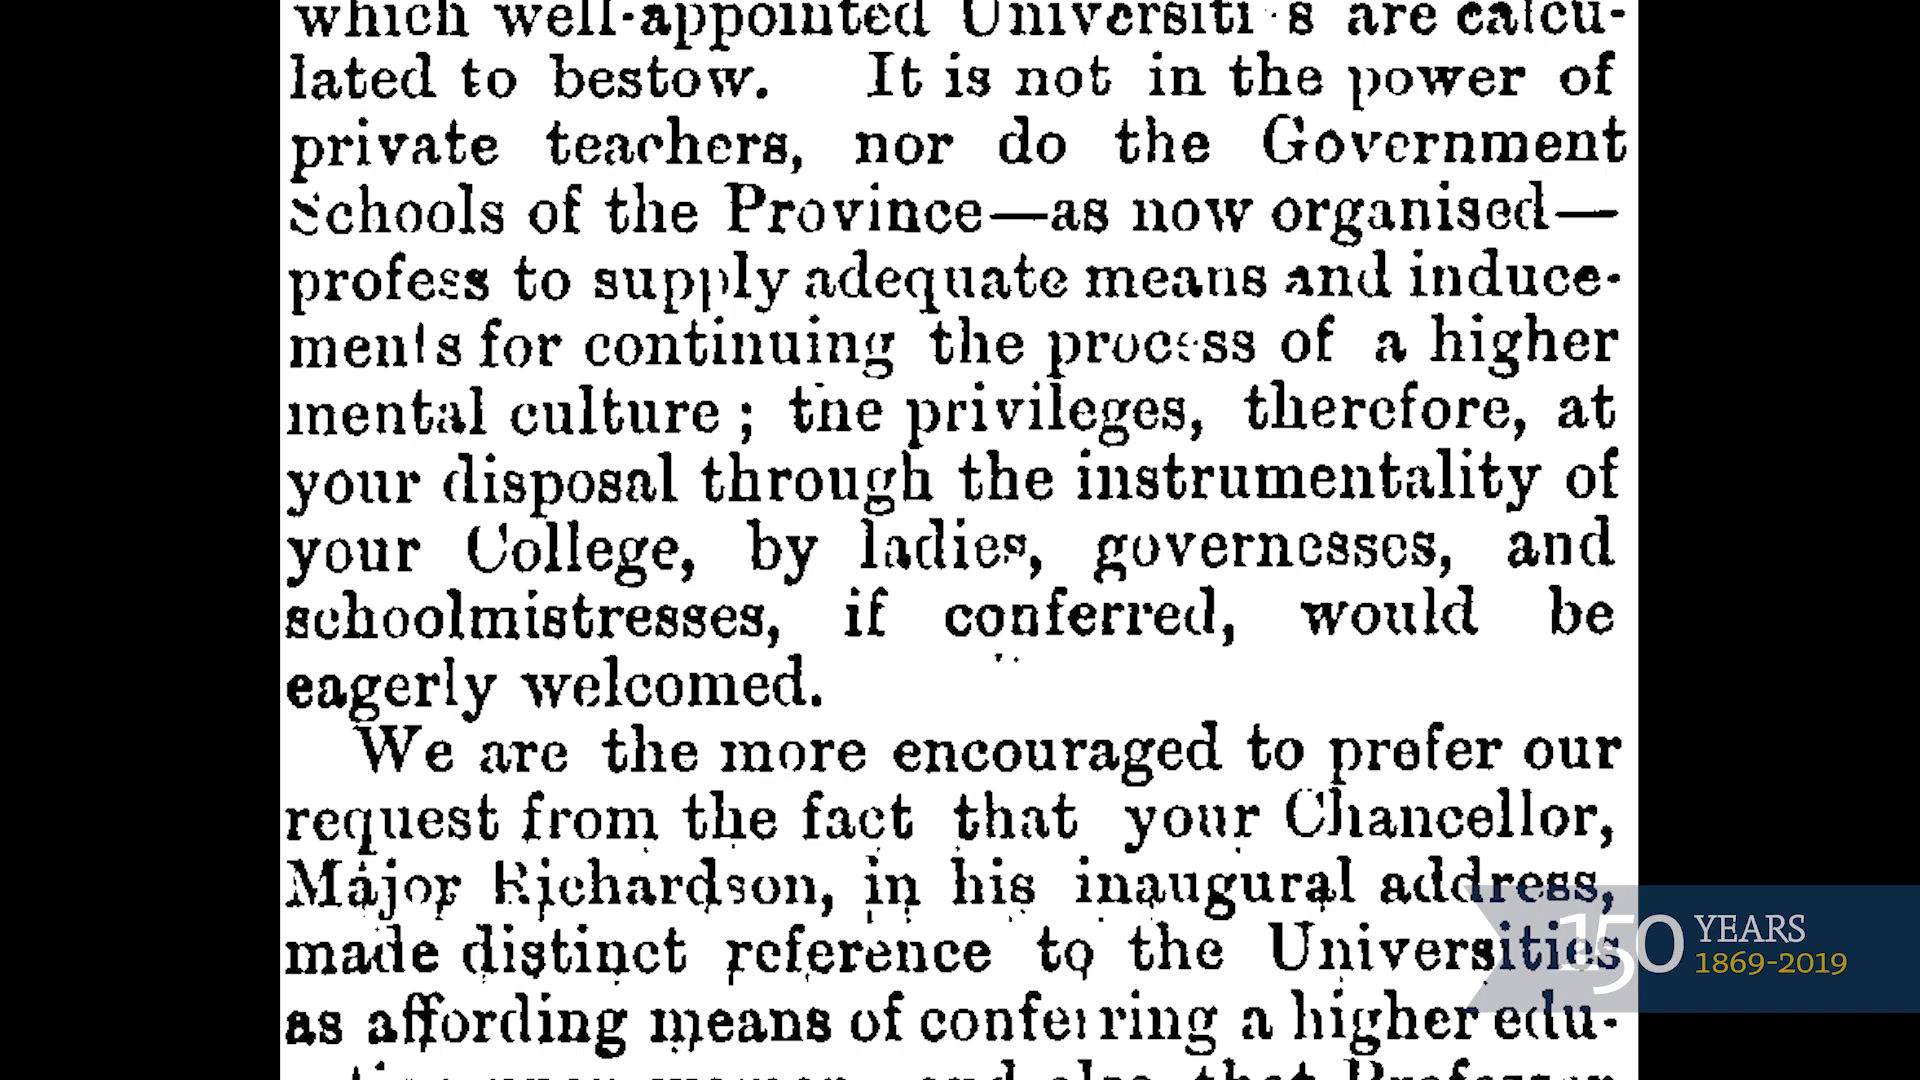 which well-appointed Universities are calcu-
lated to bestow. It is not in the power of
private teachers, nor do the Government
Schools of the Province—as now organised—
profess to supply adequate means and induce-
ments for continuing the process of a higher
mental culture ; the privileges, therefore, at
your disposal through the instrumentality of
your College, by ladies, governesses, and
schoolmistresses, if conferred, would be
eagerly welcomed.
We are the more encouraged to prefer our
request from the fact that your Chancellor,
Major Richardson, in his inaugural address,
made distinct reference to the Universities
as affording means of conferring a higher edu-
and also that Professor
150 YEARS
1869-2019